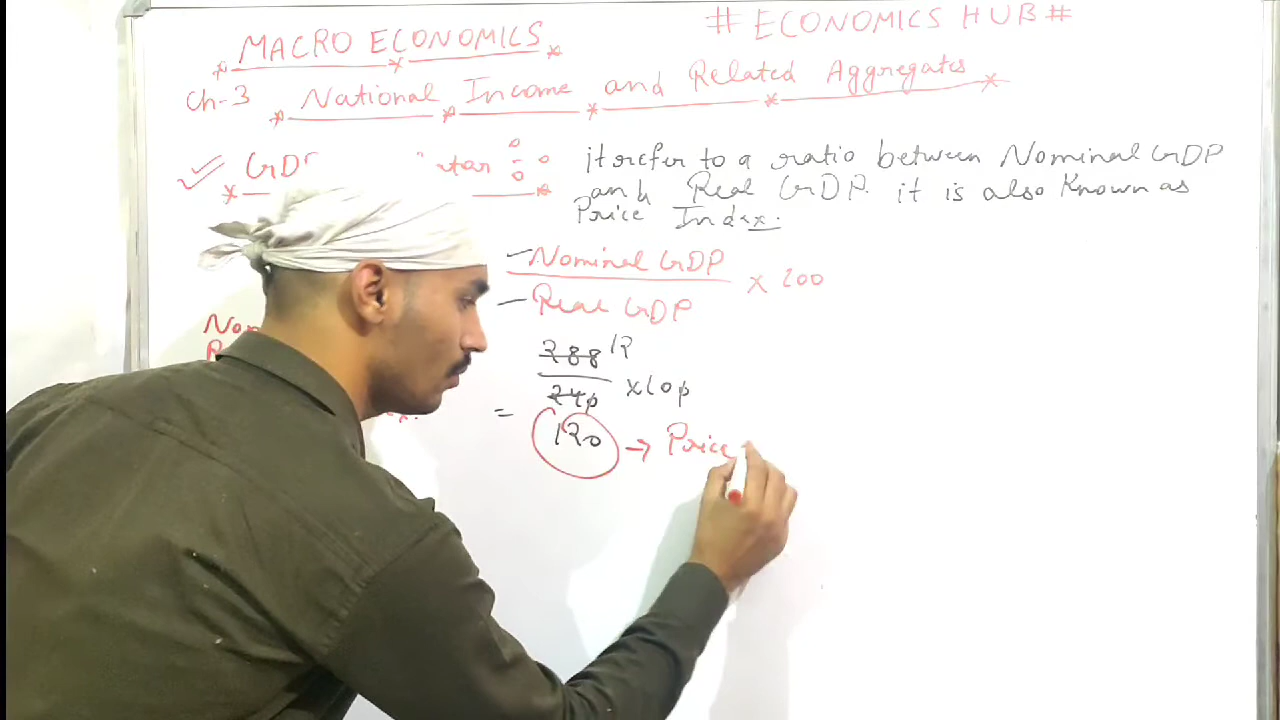 # ECONOMICS HUB #
MACRO ECONOMICS
Ch-3 National Income and Related Aggregates
it refer to a ratio between Nominal GDP
and Real GDP. it is also Known as
Price Index.
Nominal GDP
x 100
Real GDP
288 12
240 x 100
= 120 → Price